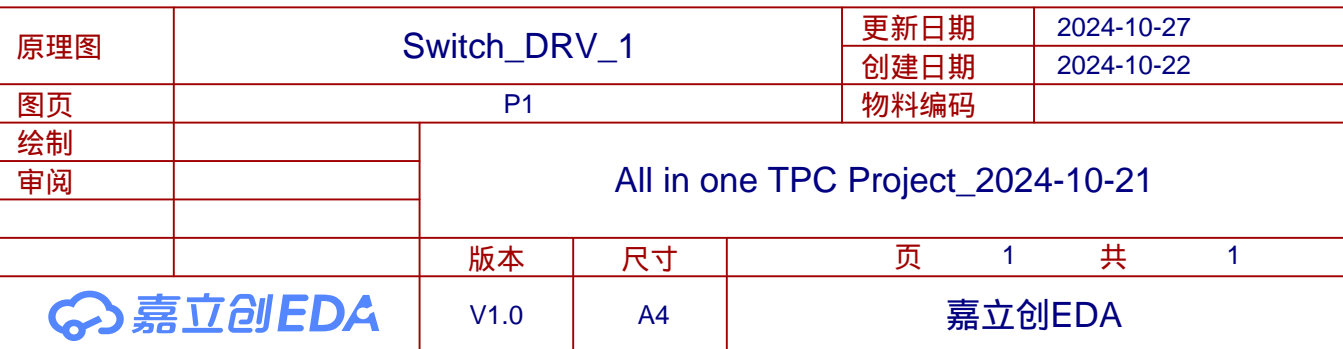 原理图 Switch_DRV_1 更新日期 2024-10-27
创建日期 2024-10-22
图页 P1 物料编码
绘制
审阅 All in one TPC Project_2024-10-21
版本 尺寸 页 1 共 1
嘉立创EDA V1.0 A4 嘉立创EDA